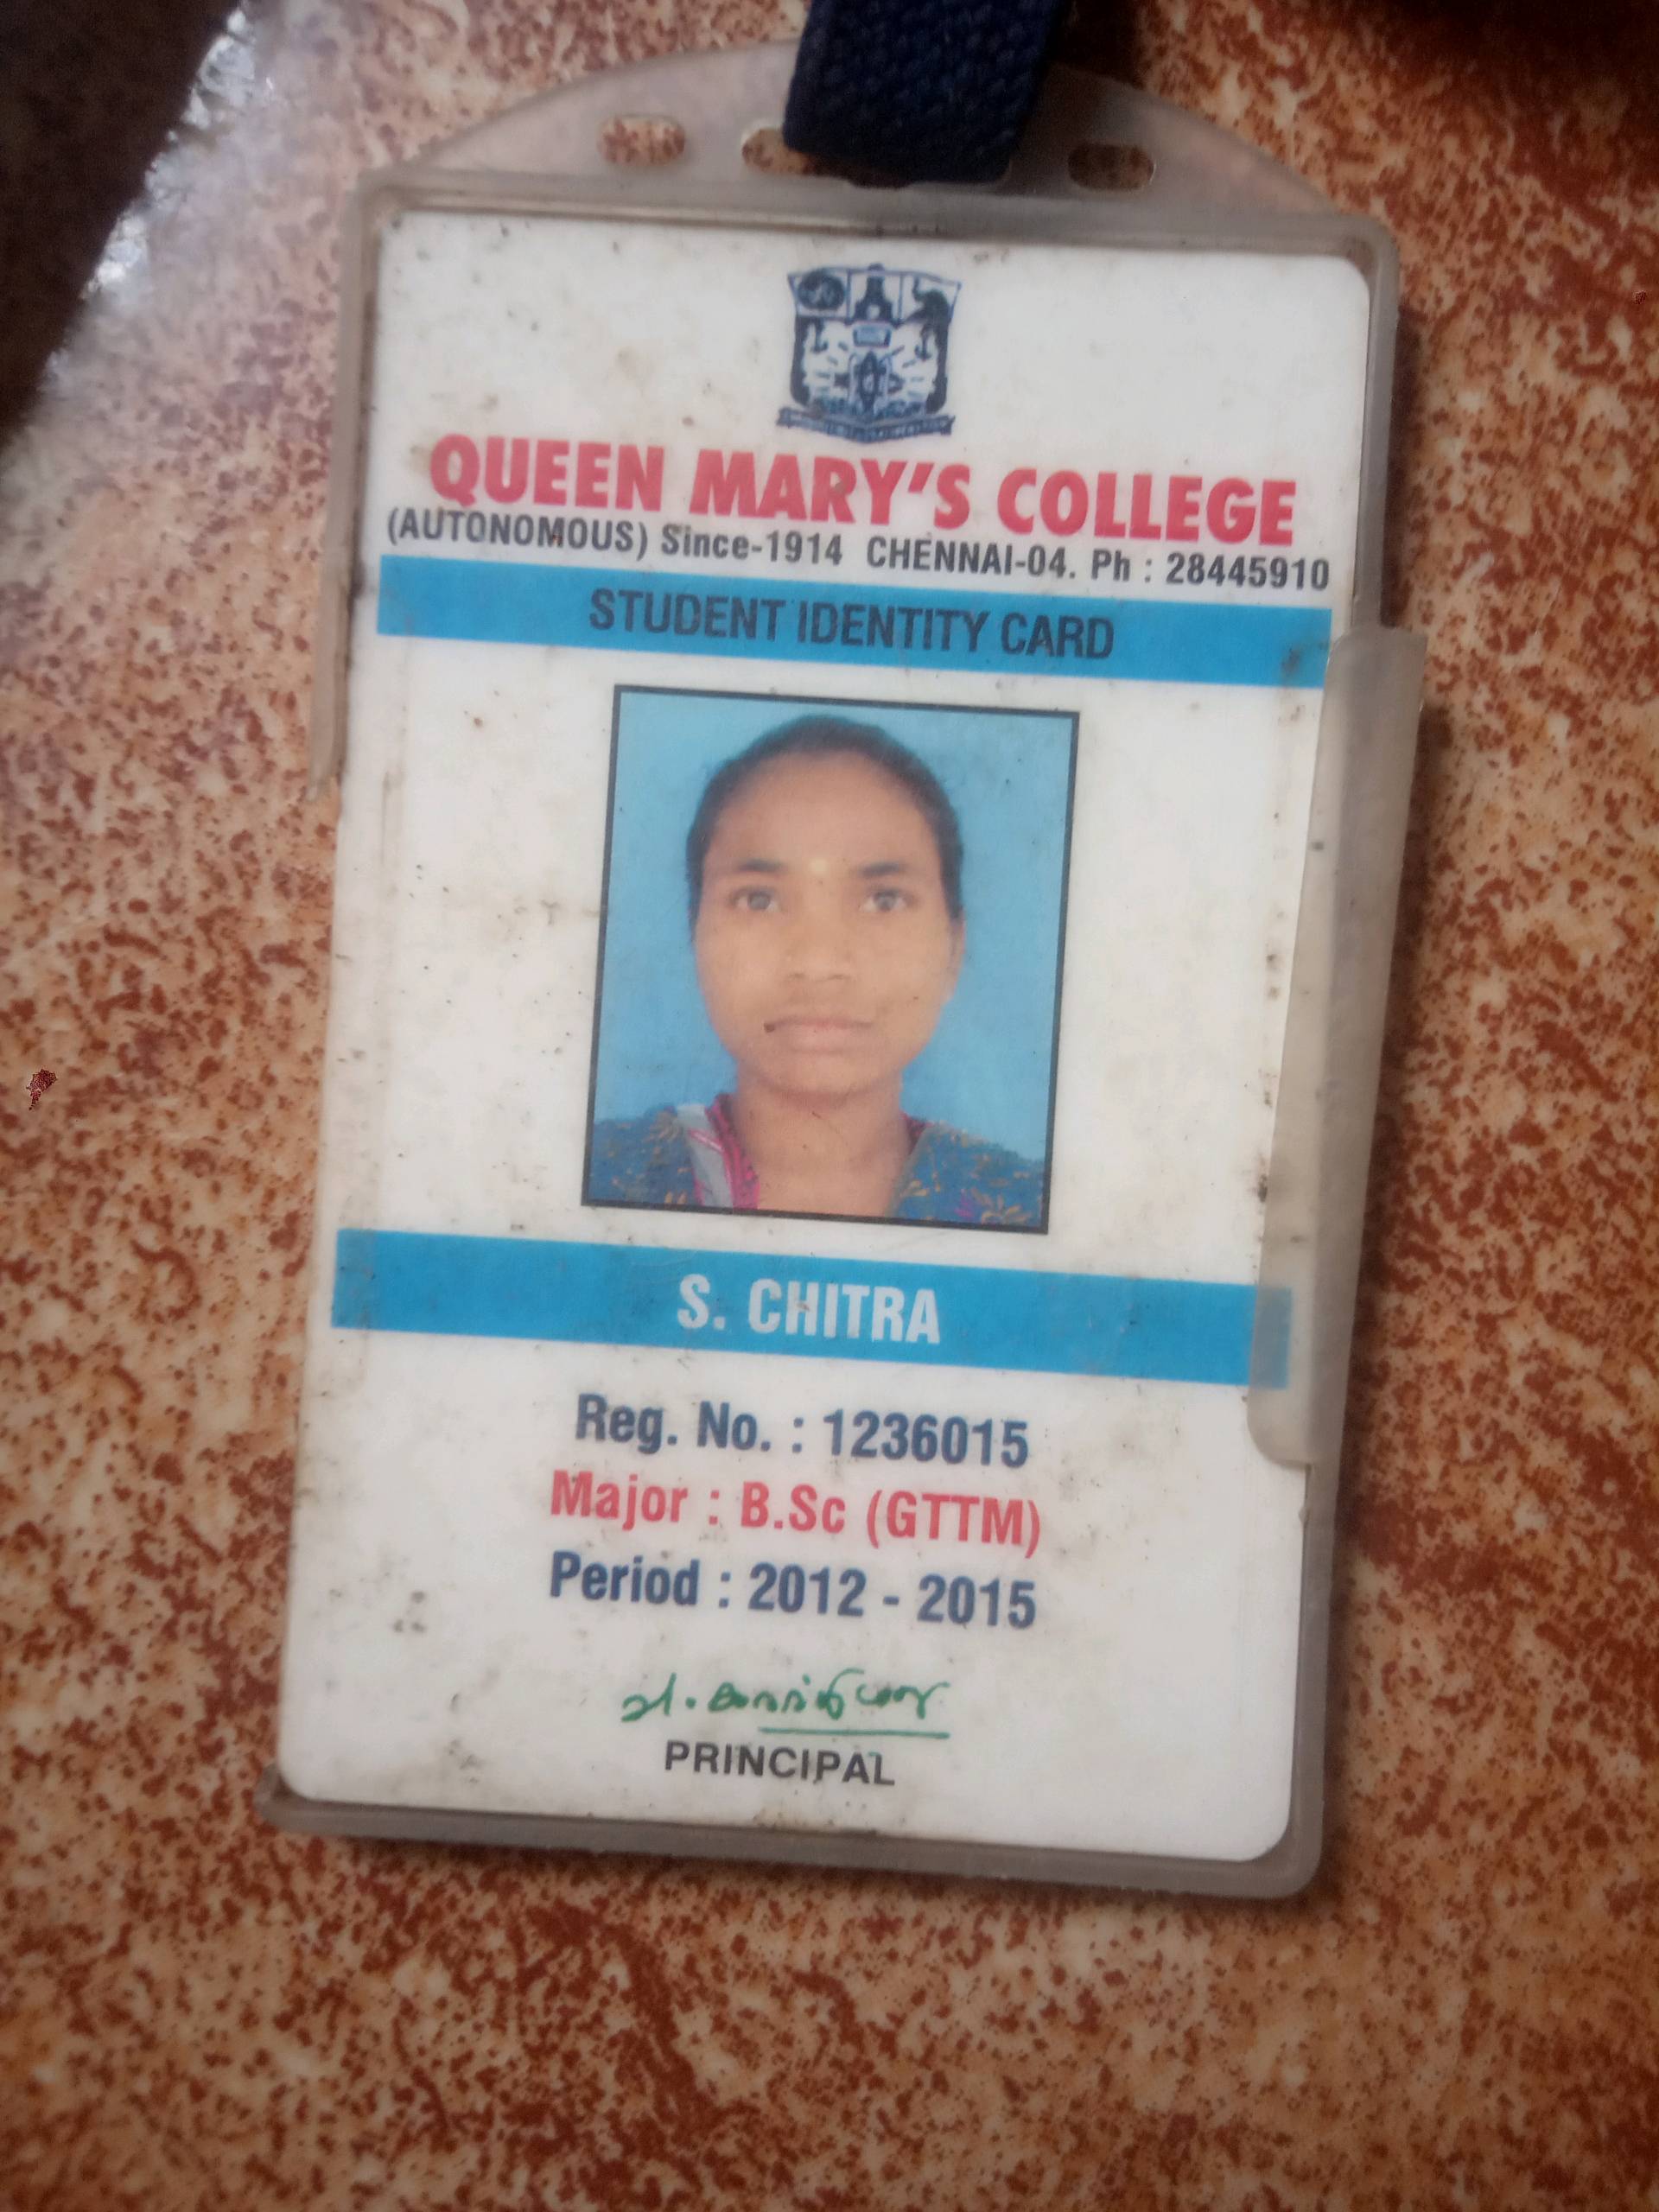 QUEEN MARY'S COLLEGE
(AUTONOMOUS) Since-1914 CHENNAI-04. Ph : 28445910
STUDENT IDENTITY CARD
S. CHITRA
Reg. No. : 1236015
Major : B.Sc (GTTM)
Period : 2012 - 2015
PRINCIPAL